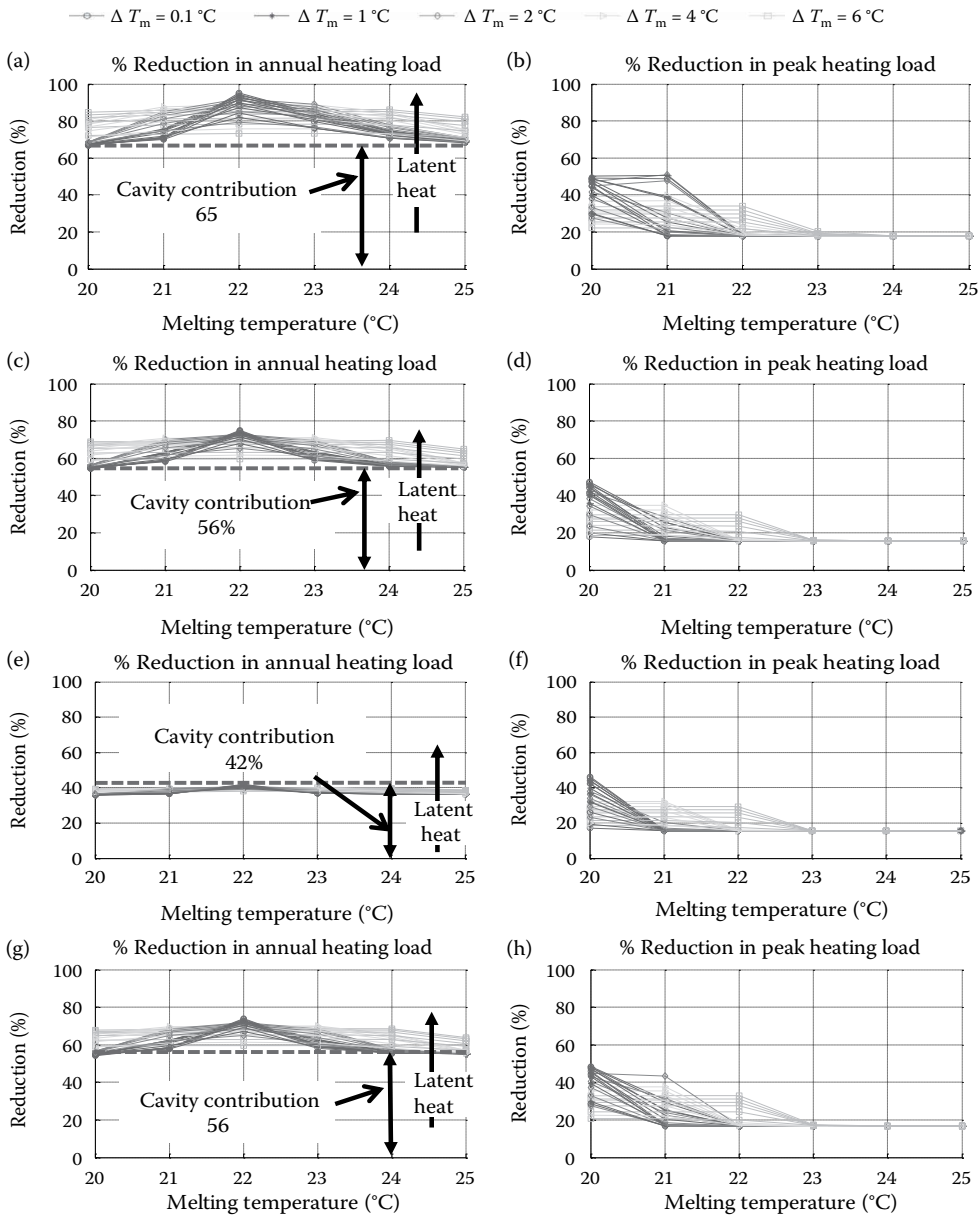 Δ Tm = 0.1 °C Δ Tm = 1 °C Δ Tm = 2 °C Δ Tm = 4 °C Δ Tm = 6 °C
(a)
% Reduction in annual heating load
Reduction (%)
100
80
60
40
20
0
Cavity contribution
65
Latent
heat
20 21 22 23 24 25
Melting temperature (°C)
(b)
% Reduction in peak heating load
Reduction (%)
100
80
60
40
20
0
20 21 22 23 24 25
Melting temperature (°C)
(c)
% Reduction in annual heating load
Reduction (%)
100
80
60
40
20
0
Cavity contribution
56%
Latent
heat
20 21 22 23 24 25
Melting temperature (°C)
(d)
% Reduction in peak heating load
Reduction (%)
100
80
60
40
20
0
20 21 22 23 24 25
Melting temperature (°C)
(e)
% Reduction in annual heating load
Reduction (%)
100
80
60
40
20
0
Cavity contribution
42%
Latent
heat
20 21 22 23 24 25
Melting temperature (°C)
(f)
% Reduction in peak heating load
Reduction (%)
100
80
60
40
20
0
20 21 22 23 24 25
Melting temperature (°C)
(g)
% Reduction in annual heating load
Reduction (%)
100
80
60
40
20
0
Cavity contribution
56
Latent
heat
20 21 22 23 24 25
Melting temperature (°C)
(h)
% Reduction in peak heating load
Reduction (%)
100
80
60
40
20
0
20 21 22 23 24 25
Melting temperature (°C)